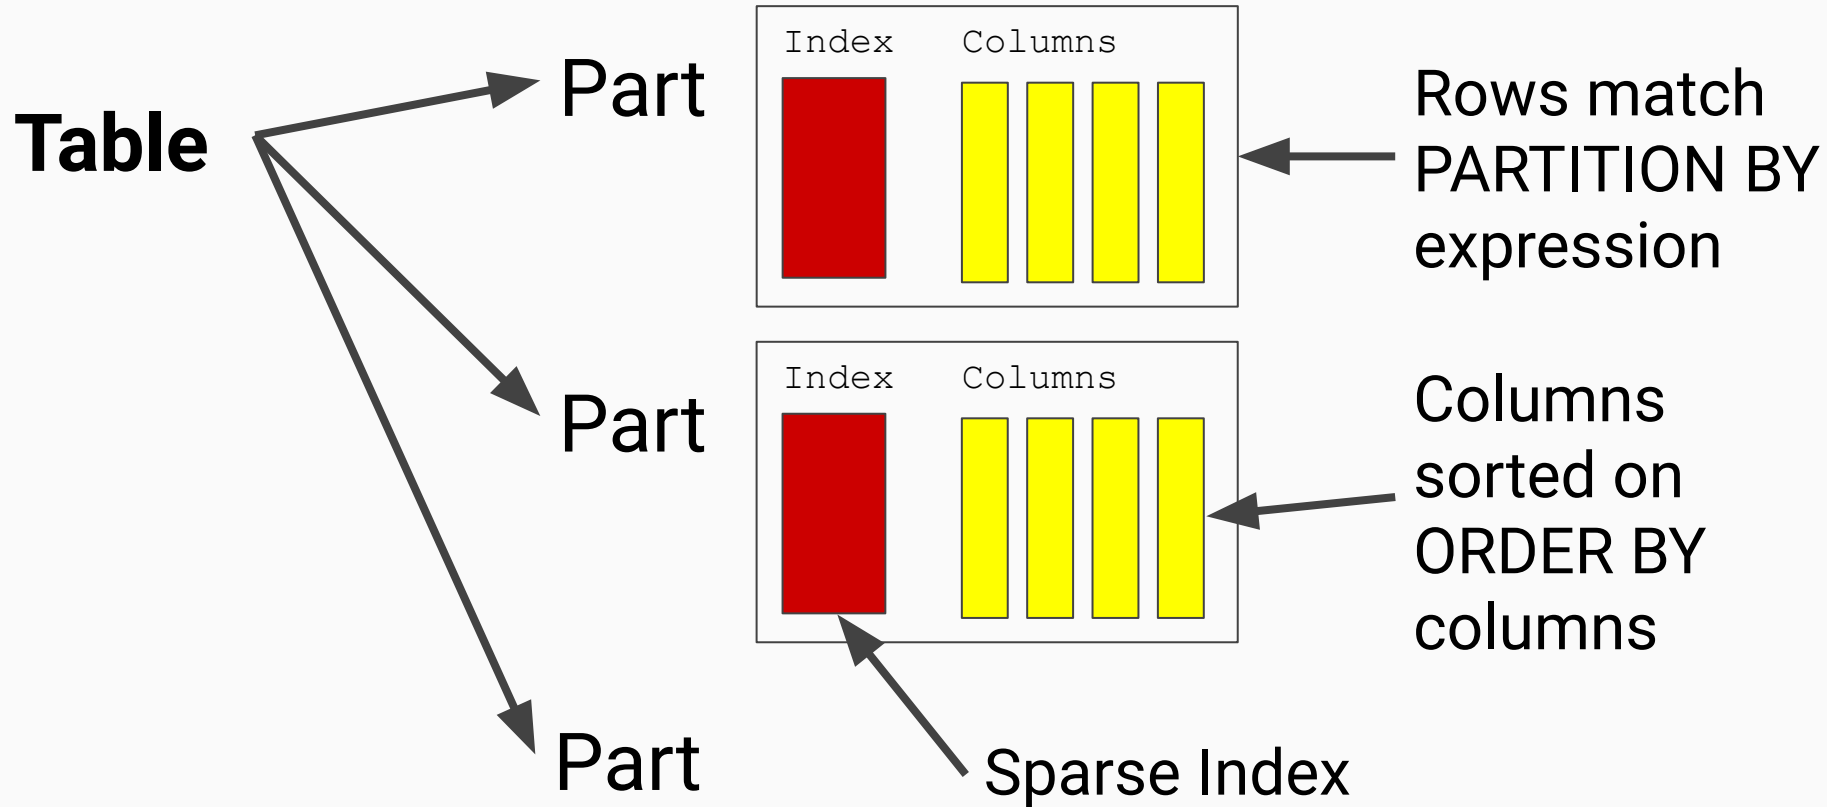 Table
Part
Index Columns
Rows match
PARTITION BY
expression
Part
Index Columns
Columns
sorted on
ORDER BY
columns
Part
Sparse Index